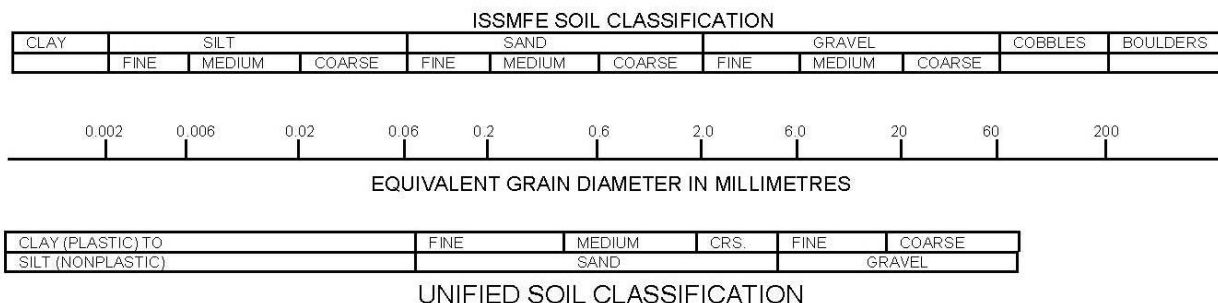 ISSMFE SOIL CLASSIFICATION
CLAY SILT SAND GRAVEL COBBLES BOULDERS
FINE MEDIUM COARSE FINE MEDIUM COARSE FINE MEDIUM COARSE
0.002 0.006 0.02 0.06 0.2 0.6 2.0 6.0 20 60 200
EQUIVALENT GRAIN DIAMETER IN MILLIMETRES
CLAY (PLASTIC) TO FINE MEDIUM CRS. FINE COARSE
SILT (NONPLASTIC) SAND GRAVEL
UNIFIED SOIL CLASSIFICATION